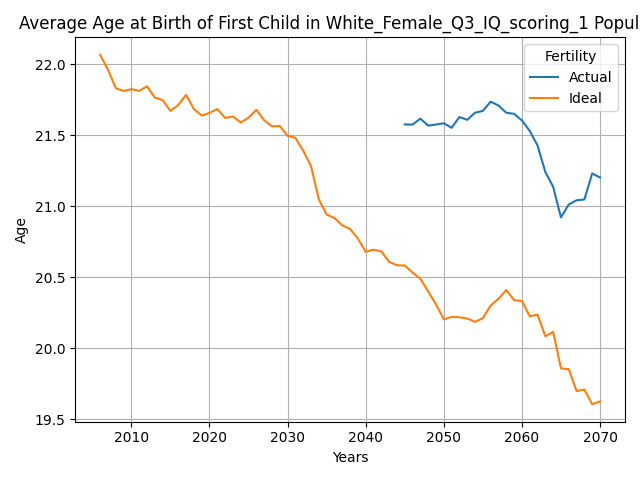 Average Age at Birth of First Child in White_Female_Q3_IQ_scoring_1 Popul
22.0
21.5
21.0
20.5
20.0
19.5
Age
Fertility
Actual
Ideal
2010 2020 2030 2040 2050 2060 2070
Years